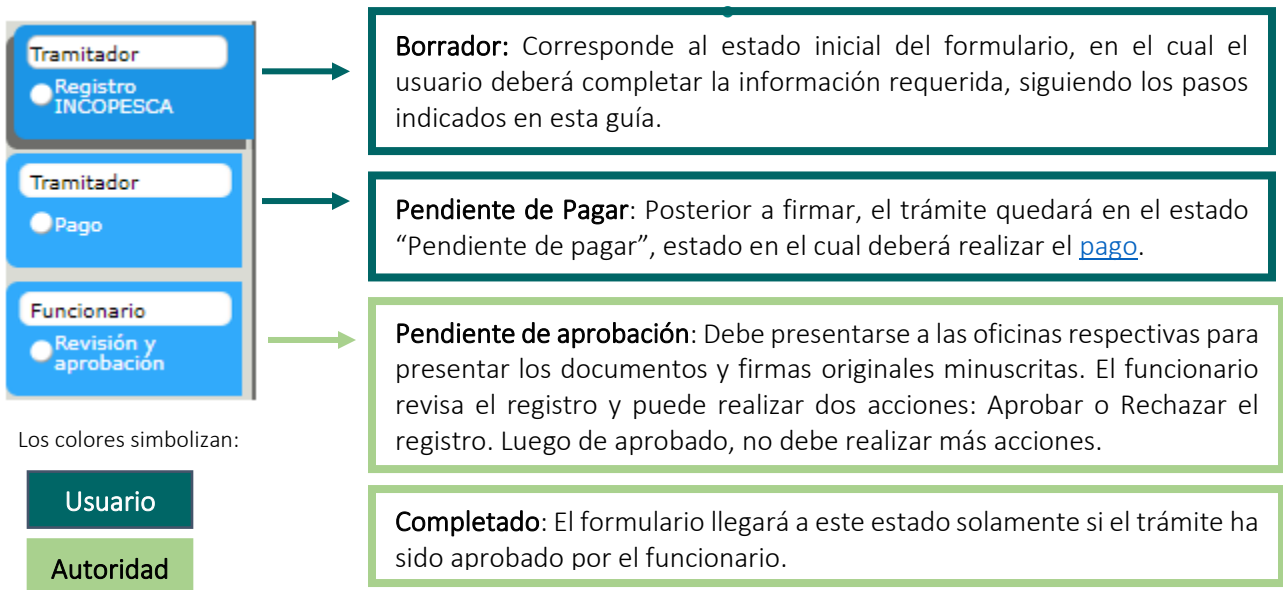 Tramitador
Registro
INCOPESCA
Tramitador
Pago
Funcionario
Revisión y
aprobación
Los colores simbolizan:
Usuario
Autoridad
Borrador: Corresponde al estado inicial del formulario, en el cual el
usuario deberá completar la información requerida, siguiendo los pasos
indicados en esta guía.
Pendiente de Pagar: Posterior a firmar, el trámite quedará en el estado
“Pendiente de pagar”, estado en el cual deberá realizar el pago.
Pendiente de aprobación: Debe presentarse a las oficinas respectivas para
presentar los documentos y firmas originales minuscritas. El funcionario
revisa el registro y puede realizar dos acciones: Aprobar o Rechazar el
registro. Luego de aprobado, no debe realizar más acciones.
Completado: El formulario llegará a este estado solamente si el trámite ha
sido aprobado por el funcionario.